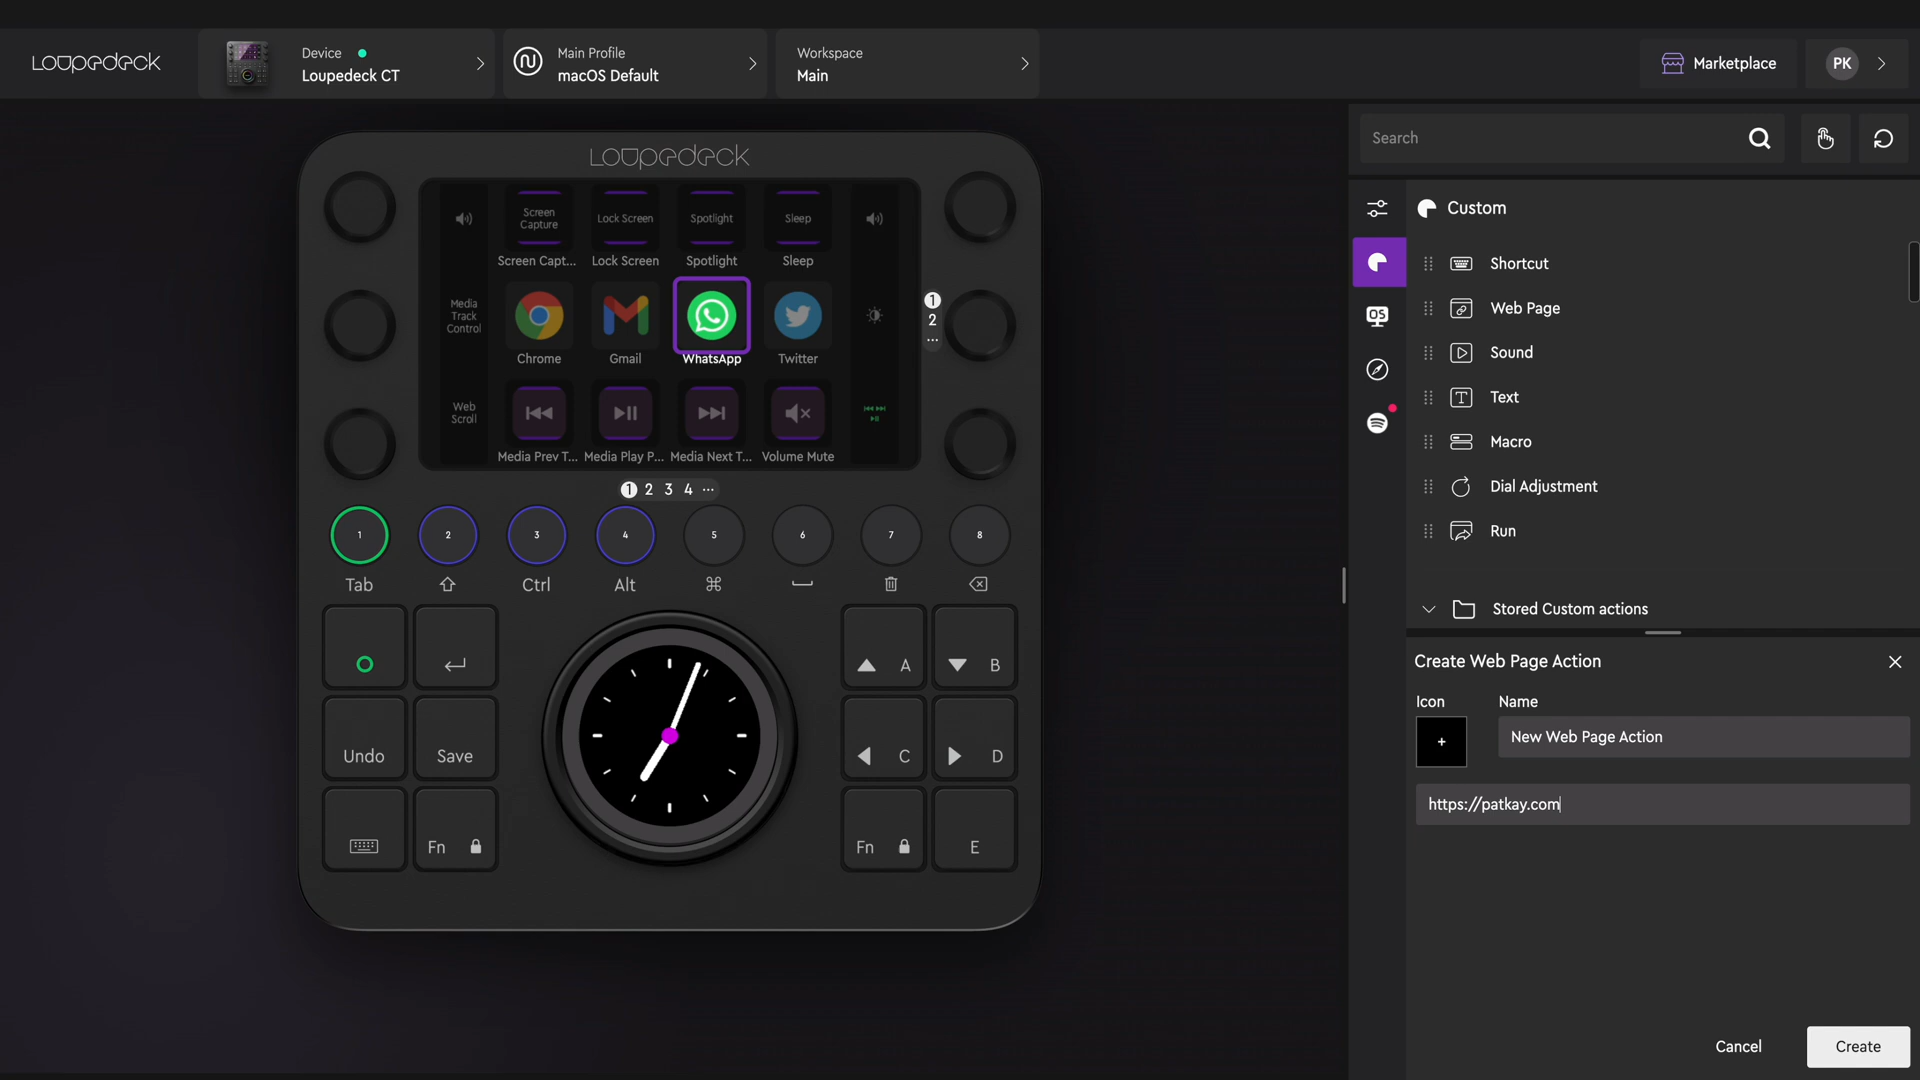 Loupedeck
Device
Loupedeck CT
Main Profile
macOS Default
Workspace
Main
Marketplace
PK
Loupedeck
Search
Custom
Shortcut
Web Page
Sound
Text
Macro
Dial Adjustment
Run
Stored Custom actions
Screen
Capture
Lock Screen
Spotlight
Sleep
Screen Capt...
Lock Screen
Spotlight
Sleep
Media
Track
Control
Chrome
Gmail
WhatsApp
Twitter
1
2
...
Web
Scroll
Media Prev T...
Media Play P...
Media Next T...
Volume Mute
1 2 3 4 ...
1
2
3
4
5
6
7
8
Tab
Ctrl
Alt
⌘
A
B
Undo
Save
C
D
Fn
Fn
E
Create Web Page Action
Icon
Name
+
New Web Page Action
https://patkay.com
Cancel
Create
OS